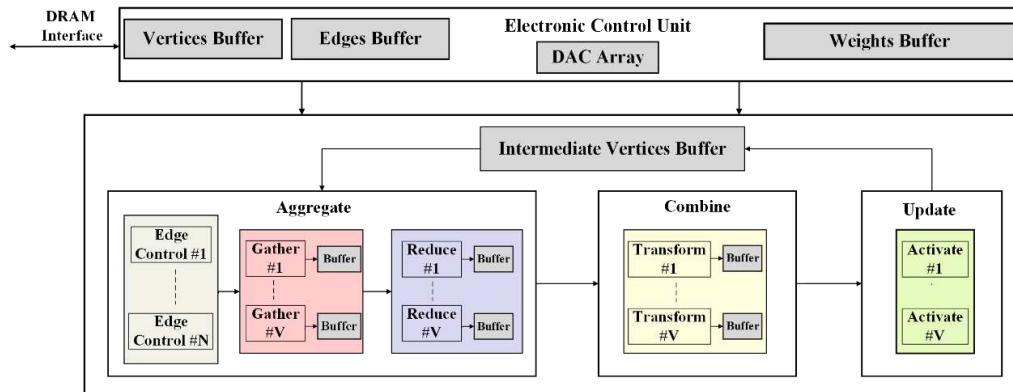 DRAM
Interface
Electronic Control Unit
Vertices Buffer
Edges Buffer
DAC Array
Weights Buffer
Intermediate Vertices Buffer
Aggregate
Edge
Control #1
Edge
Control #N
Gather
#1
Buffer
Gather
#V
Buffer
Reduce
#1
Buffer
Reduce
#V
Buffer
Combine
Transform
#1
Buffer
Transform
#V
Buffer
Update
Activate
#1
Activate
#V